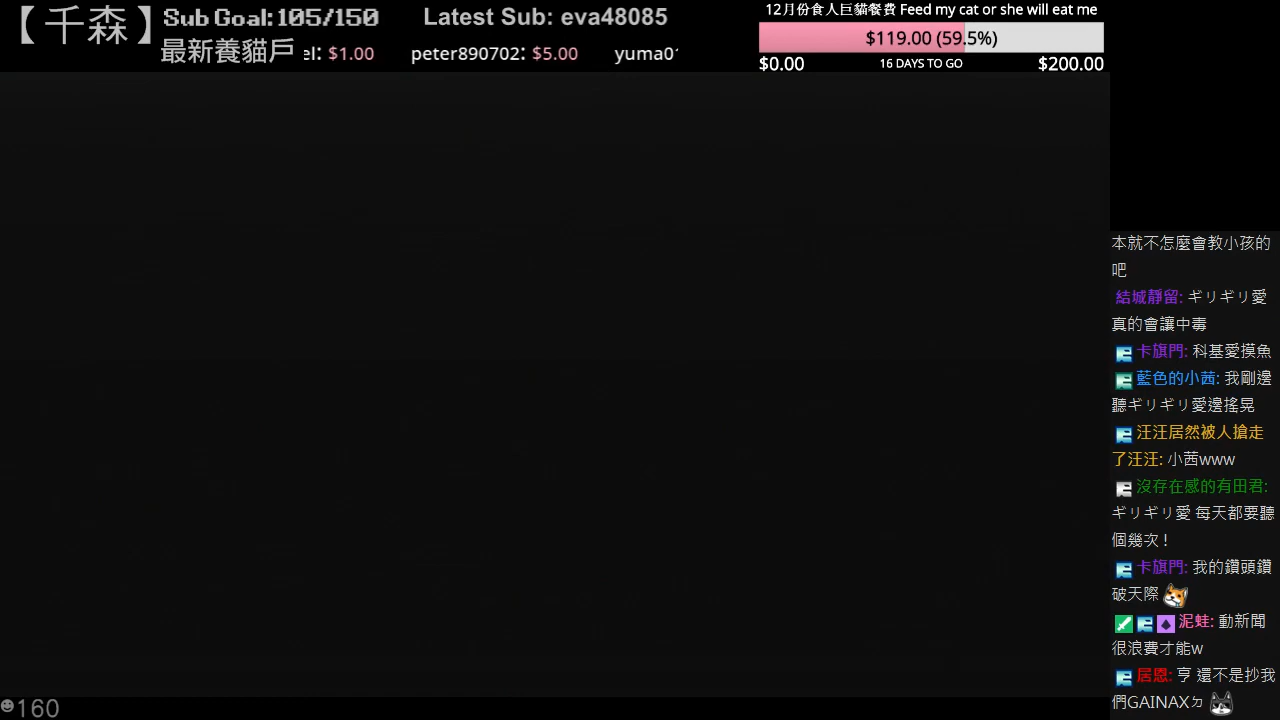 【千森】
Sub Goal:105/150
Latest Sub: eva48085
最新養貓戶
el: $1.00 peter890702: $5.00 yuma0
12月份食人巨貓餐費 Feed my cat or she will eat me
$119.00 (59.5%)
$0.00 16 DAYS TO GO $200.00
本就不怎麼會教小孩的
吧
結城靜留: ギリギリ愛
真的會讓中毒
卡旗門: 科基愛摸魚
藍色的小茜: 我剛邊
聽ギリギリ愛邊搖晃
汪汪居然被人搶走
了汪汪: 小茜www
沒存在感的有田君:
ギリギリ愛 每天都要聽
個幾次！
卡旗門: 我的鑽頭鑽
破天際
泥蛙: 動新聞
很浪費才能w
居恩: 亨 還不是抄我
們GAINAXㄉ
160